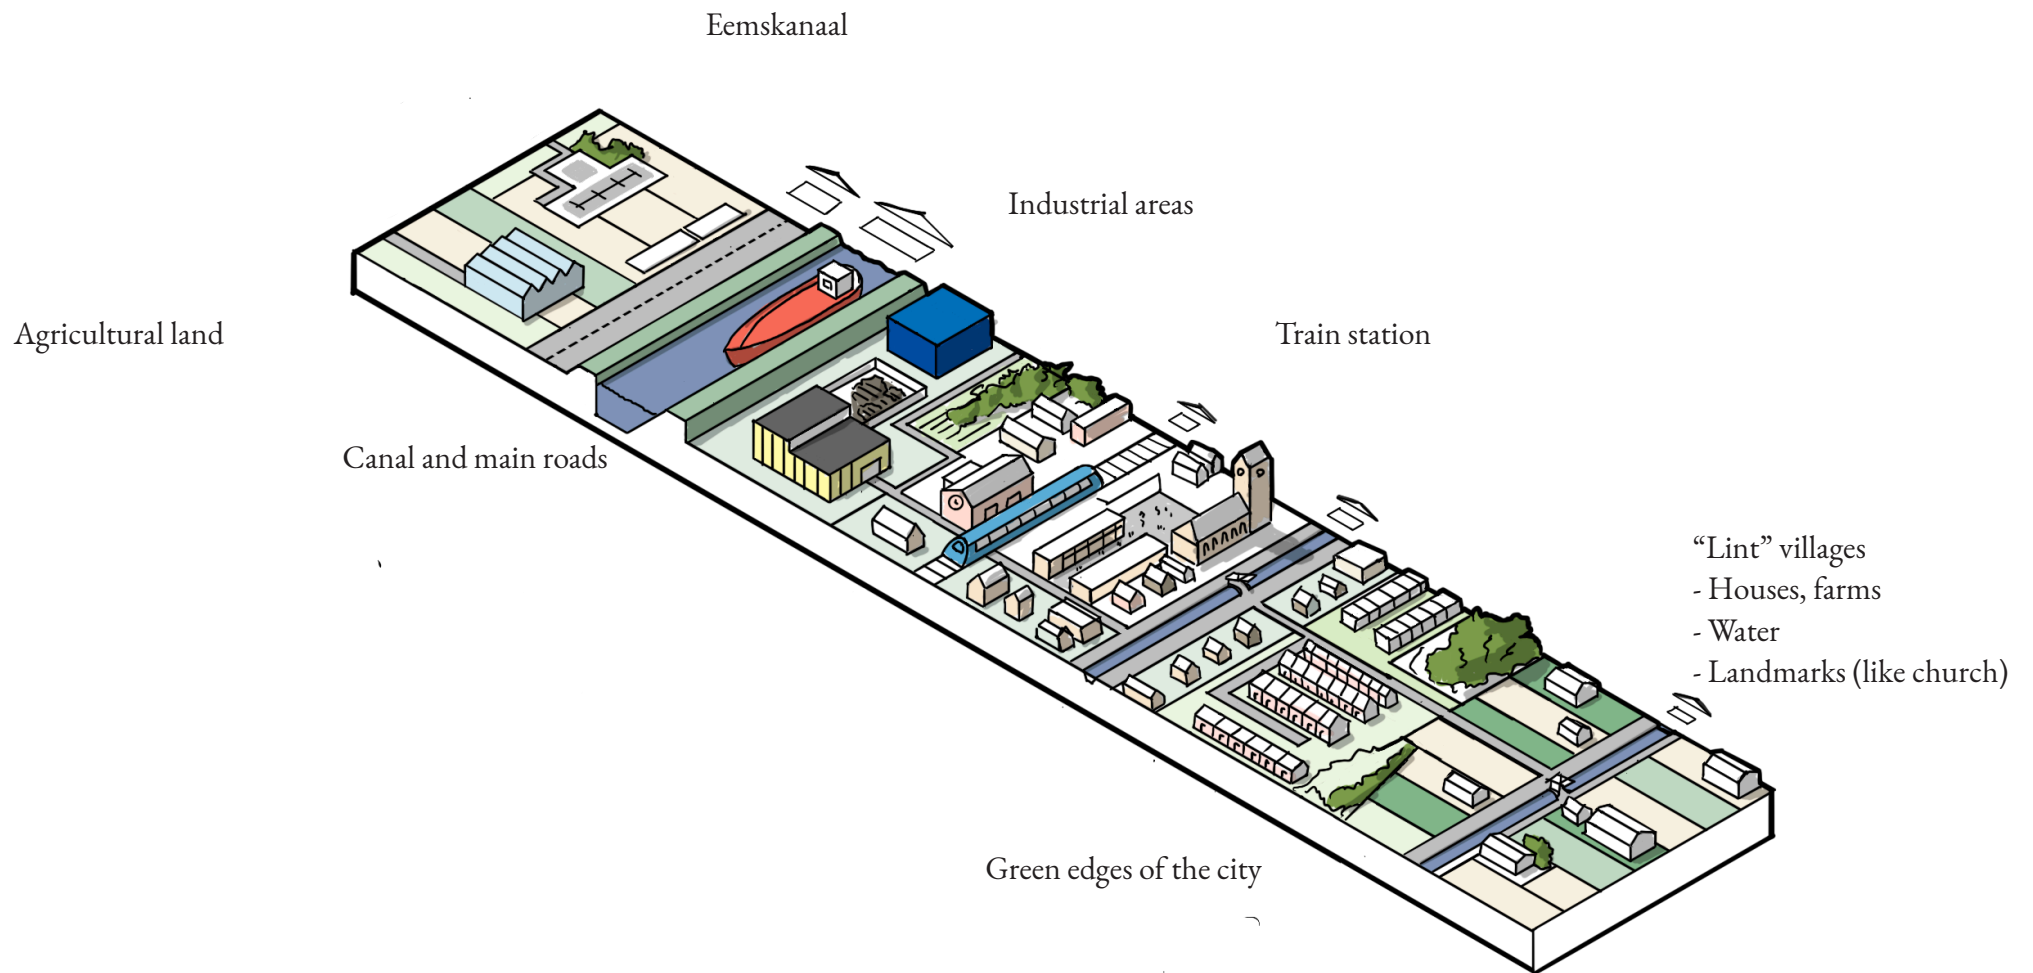 Eemskanaal
Industrial areas
Train station
Agricultural land
Canal and main roads
“Lint” villages
- Houses, farms
- Water
- Landmarks (like church)
Green edges of the city